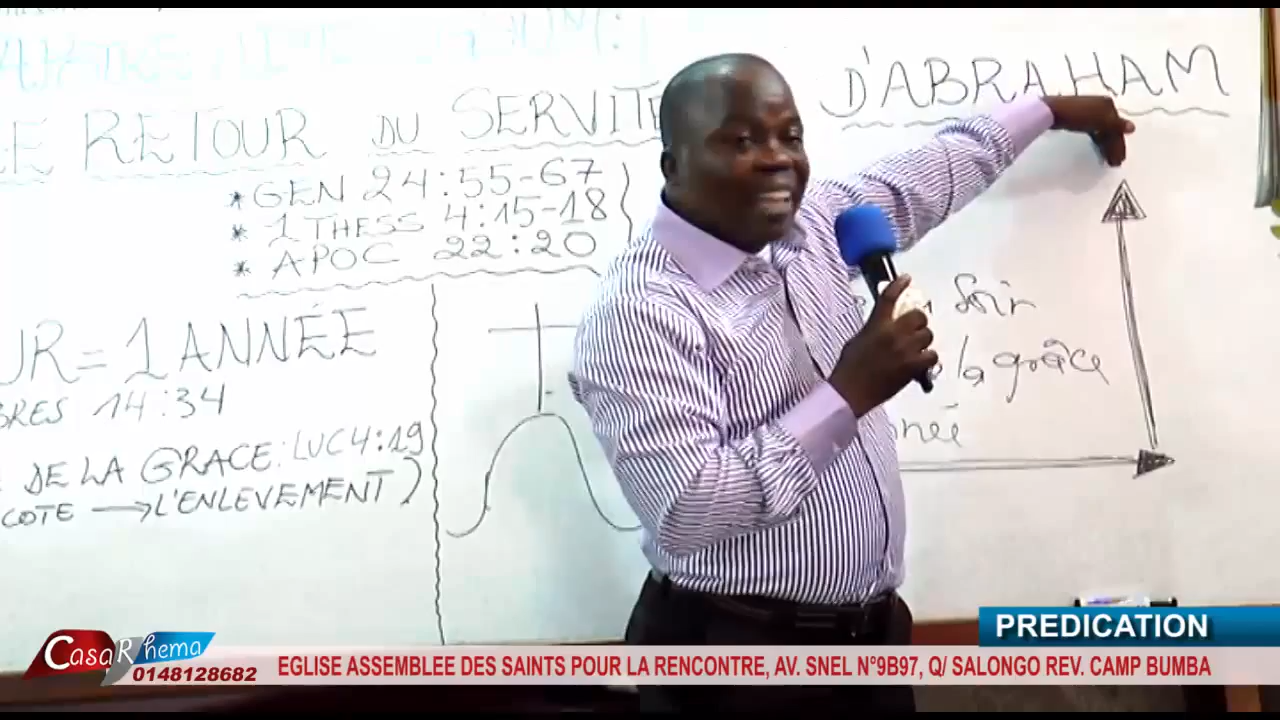 RETOUR DU SERVITE D'ABRAHAM
* GEN 24:55-67
* 1 THESS 4:15-18
* APOC 22:20
UR = 1 ANNÉE
BRES 14:34
DE LA GRACE: LUC 4:19
COTE → L'ENLEVEMENT )
Soir
la grâce
née
PREDICATION
CasaRhema
0148128682
EGLISE ASSEMBLEE DES SAINTS POUR LA RENCONTRE, AV. SNEL N°9B97, Q/ SALONGO REV. CAMP BUMBA